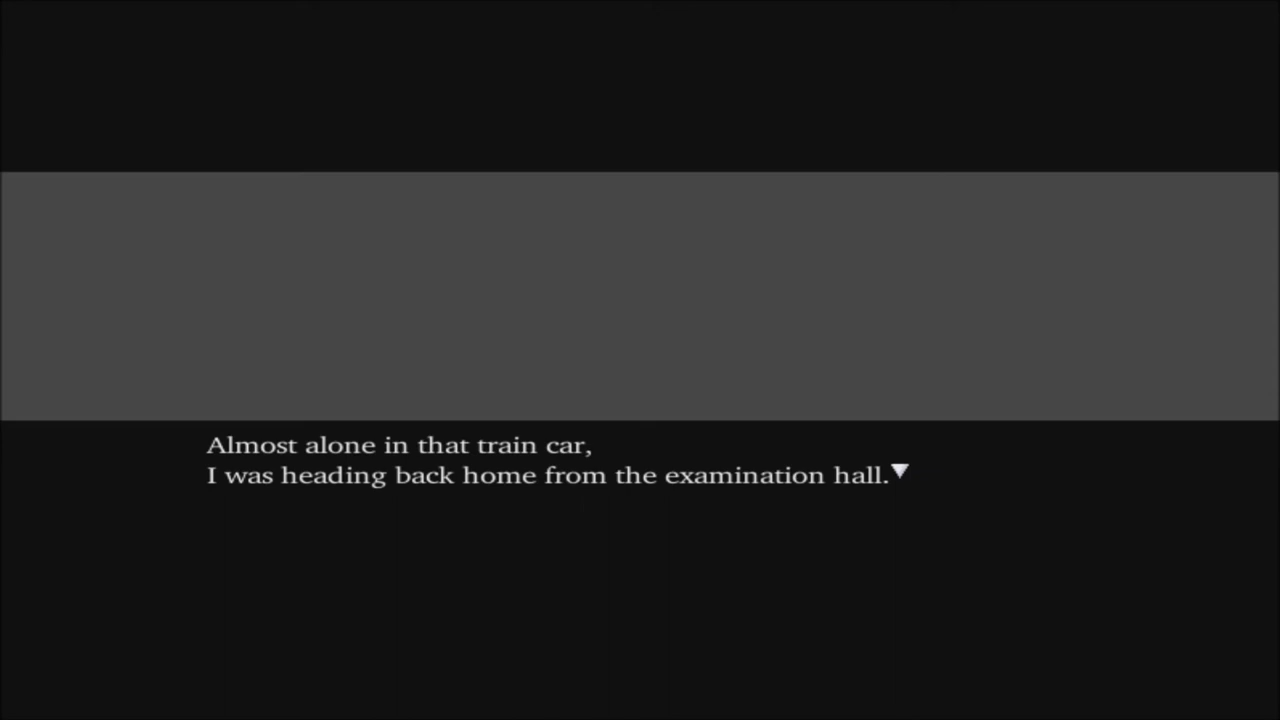 Almost alone in that train car,
I was heading back home from the examination hall.